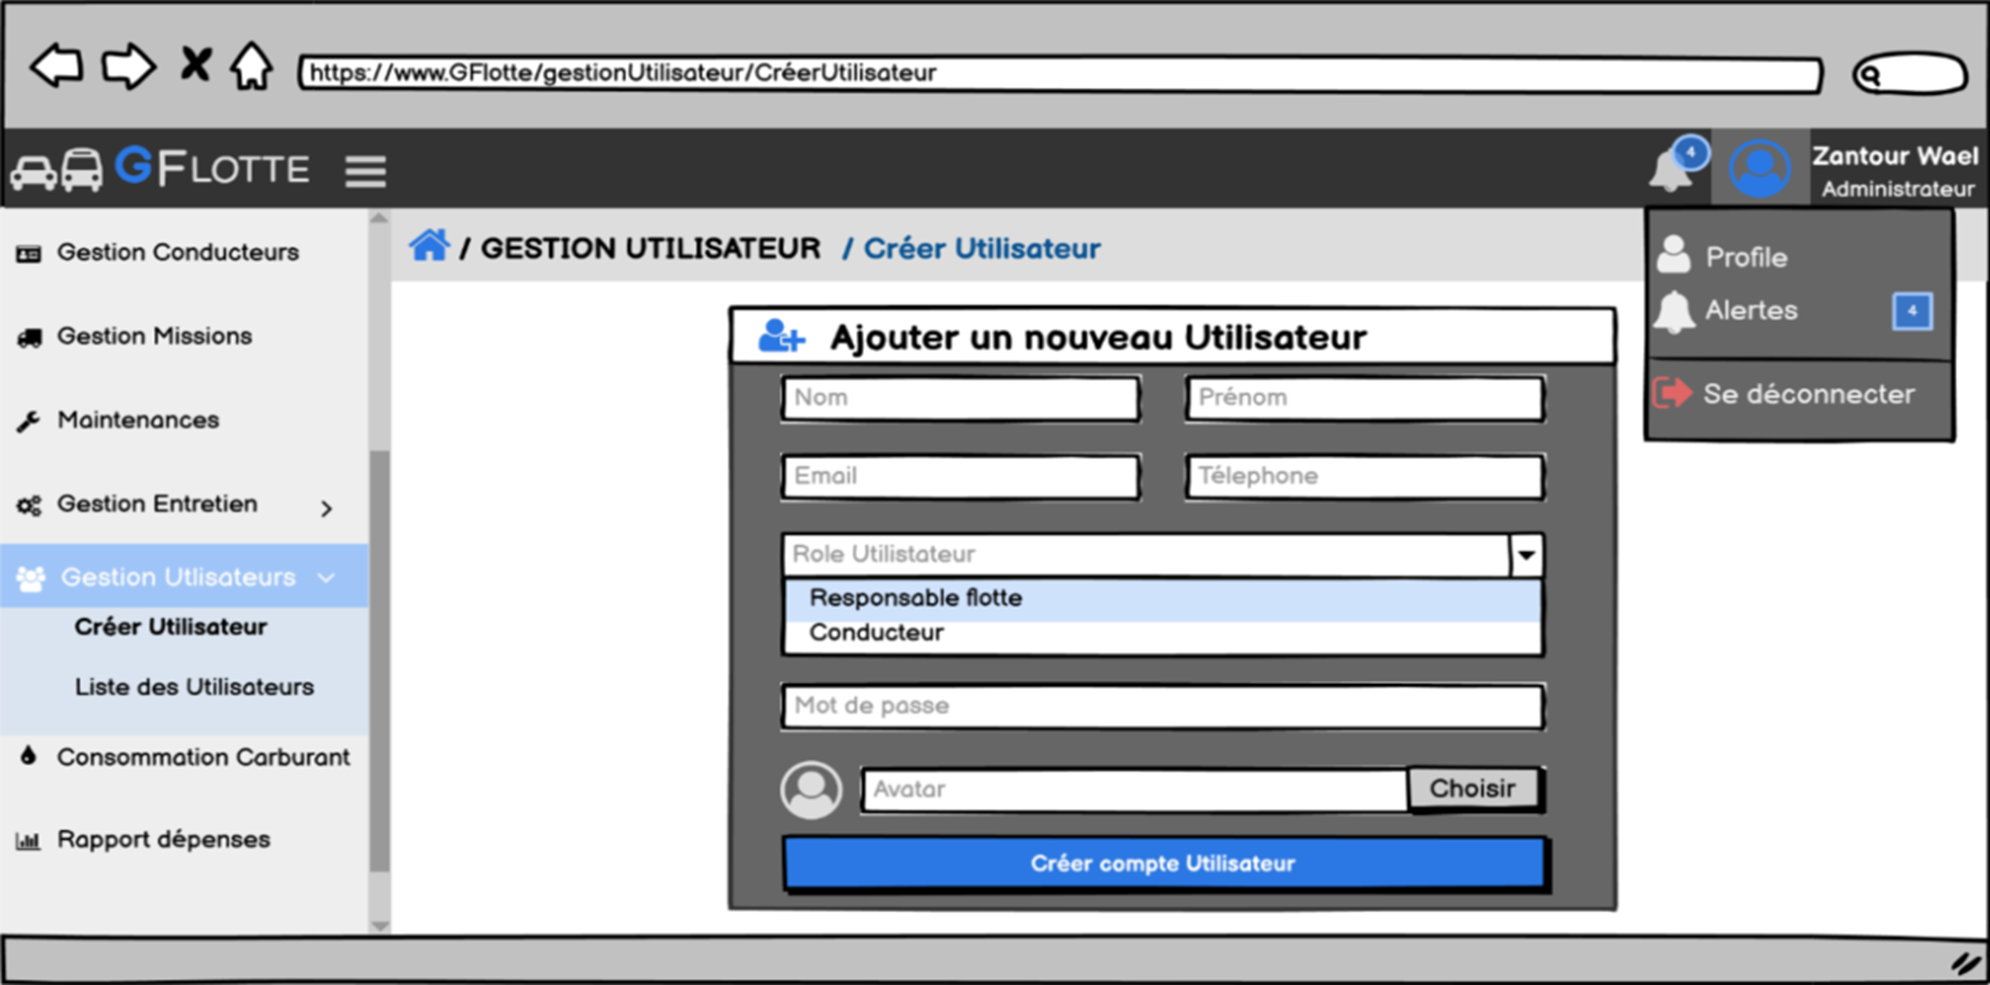 https://www.GFlotte/gestionUtilisateur/CréerUtilisateur
GFLOTTE
4
Zantour Wael
Administrateur
Profile
Alertes 4
Se déconnecter
Gestion Conducteurs
Gestion Missions
Maintenances
Gestion Entretien
Gestion Utlisateurs
Créer Utilisateur
Liste des Utilisateurs
Consommation Carburant
Rapport dépenses
/ GESTION UTILISATEUR / Créer Utilisateur
Ajouter un nouveau Utilisateur
Nom Prénom
Email Télephone
Role Utilistateur
Responsable flotte
Conducteur
Mot de passe
Avatar Choisir
Créer compte Utilisateur